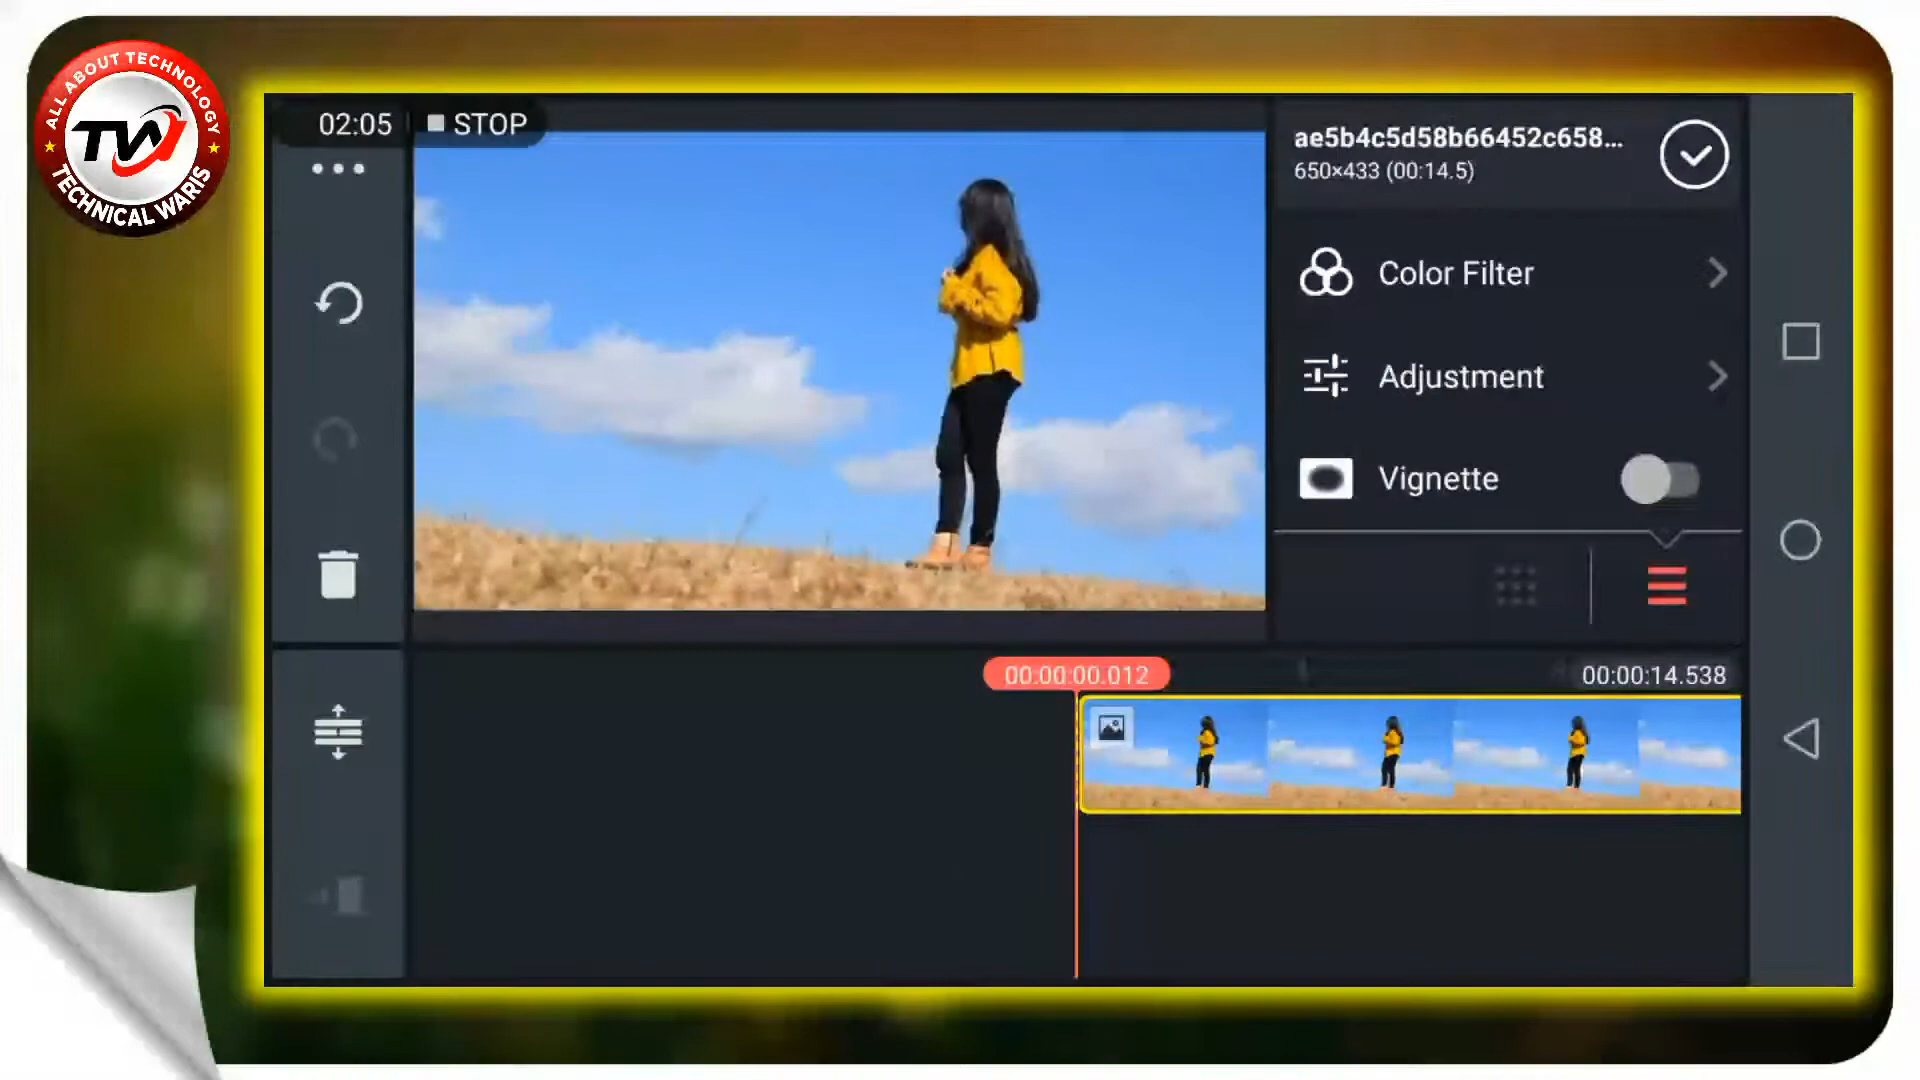 ALL ABOUT TECHNOLOGY
TW
TECHNICAL WARIS
02:05
STOP
ae5b4c5d58b66452c658...
650×433 (00:14.5)
Color Filter
Adjustment
Vignette
00:00:00.012
00:00:14.538